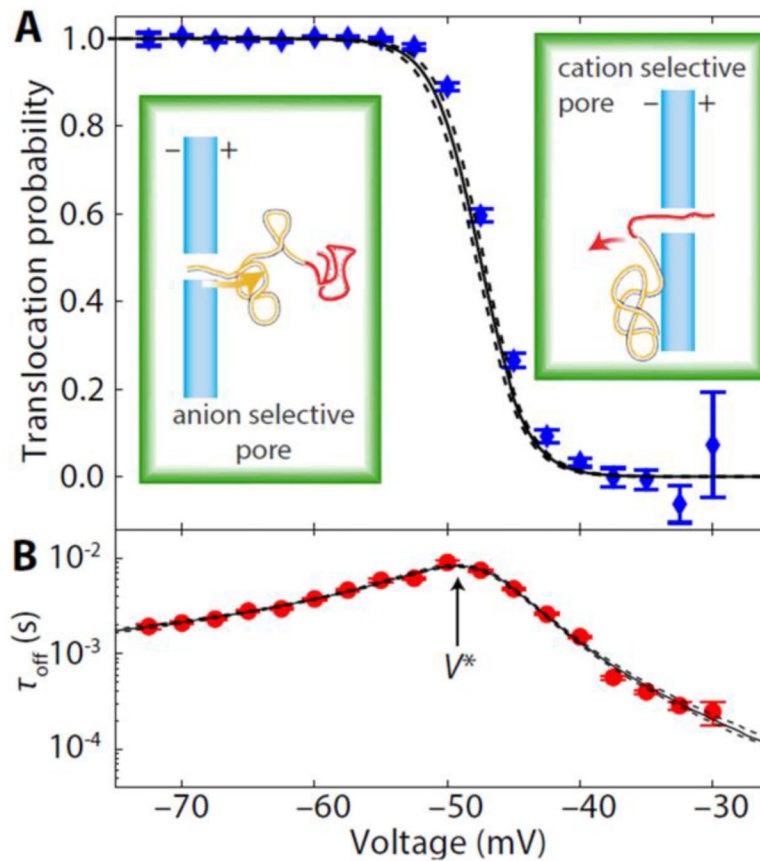 A
Translocation probability
1.0
0.8
0.6
0.4
0.2
0.0
− +
anion selective
pore
cation selective
pore
− +
B
τoff (s)
10⁻²
10⁻³
10⁻⁴
V*
−70 −60 −50 −40 −30
Voltage (mV)